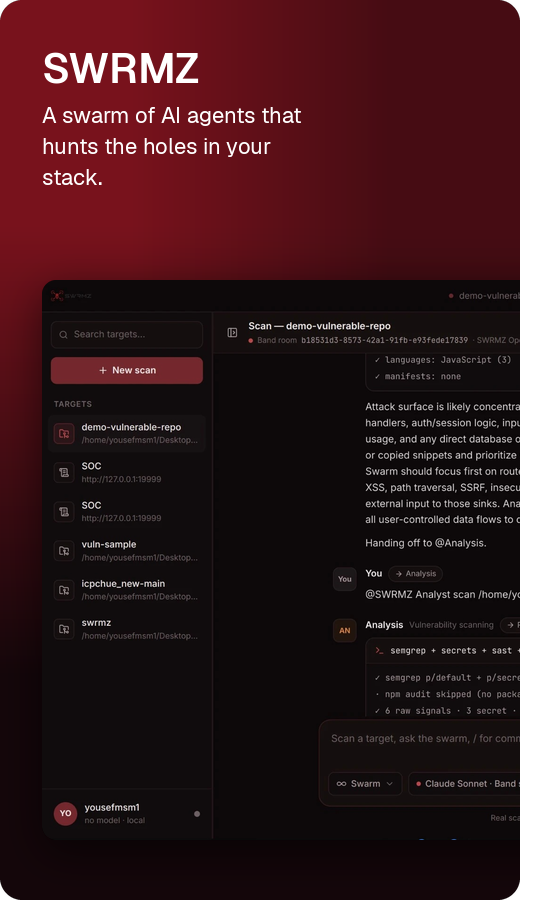 SWRMZ
A swarm of AI agents that
hunts the holes in your
stack.
SWRMZ
demo-vulnerab
Search targets...
+ New scan
TARGETS
demo-vulnerable-repo
/home/yousefmsm1/Desktop...
SOC
http://127.0.0.1:19999
SOC
http://127.0.0.1:19999
vuln-sample
/home/yousefmsm1/Desktop...
icpchue_new-main
/home/yousefmsm1/Desktop...
swrmz
/home/yousefmsm1/Desktop...
YO
yousefmsm1
no model · local
Scan — demo-vulnerable-repo
Band room b18531d3-8573-42a1-91fb-e93fede17839 · SWRMZ Op
✓ languages: JavaScript (3)
✓ manifests: none
Attack surface is likely concentra
handlers, auth/session logic, inpu
usage, and any direct database o
or copied snippets and prioritize
Swarm should focus first on route
XSS, path traversal, SSRF, insecu
external input to those sinks. Ana
all user-controlled data flows to c
Handing off to @Analysis.
You
You → Analysis
@SWRMZ Analyst scan /home/yo
AN
Analysis Vulnerability scanning → R
>_ semgrep + secrets + sast +
✓ semgrep p/default + p/secre
· npm audit skipped (no packa
✓ 6 raw signals · 3 secret ·
Scan a target, ask the swarm, / for comm
Swarm
Claude Sonnet · Band s
Real sca